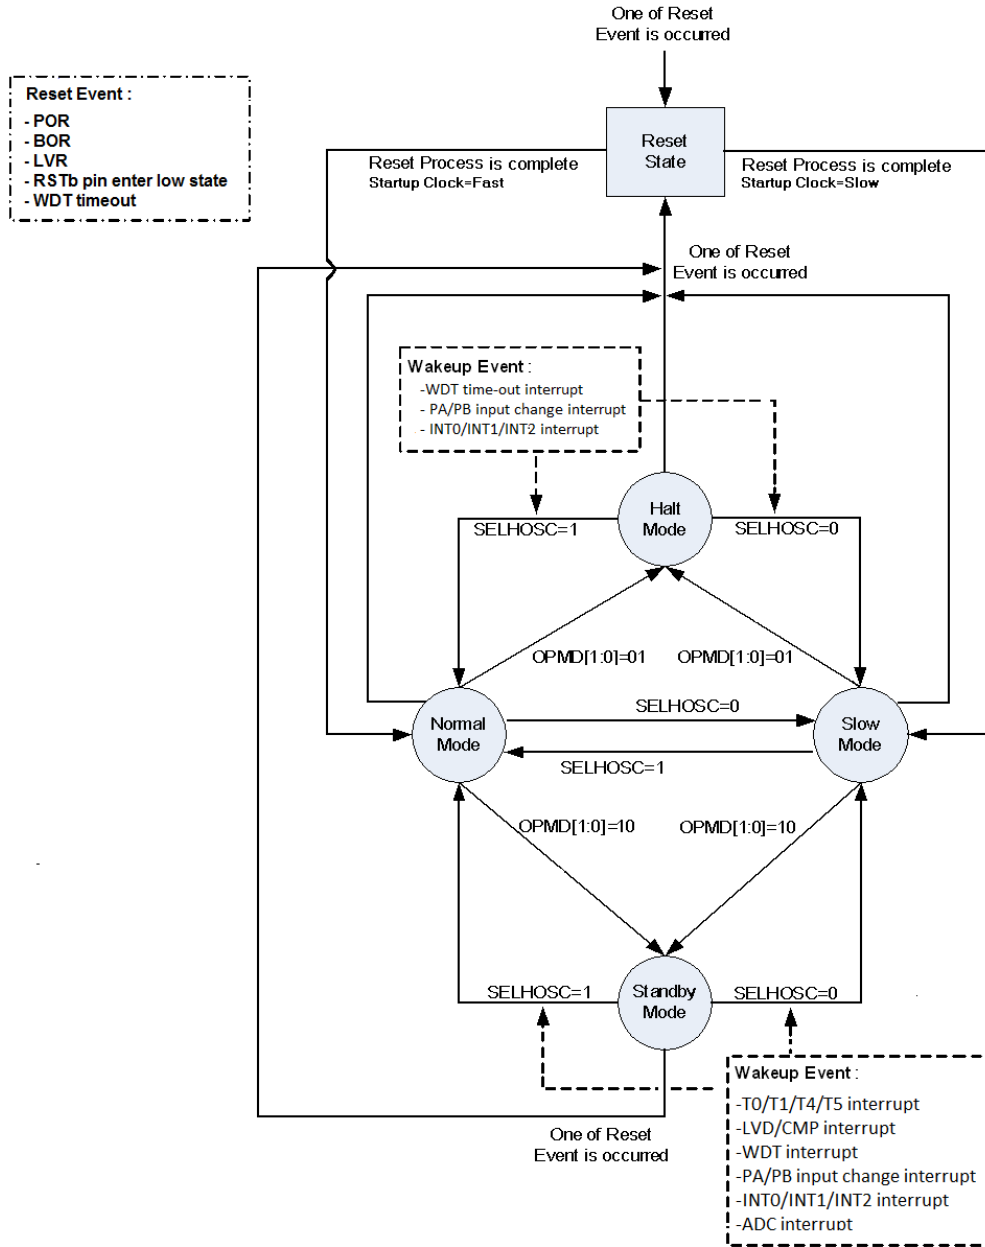 One of Reset
Event is occurred
Reset Event :
- POR
- BOR
- LVR
- RSTb pin enter low state
- WDT timeout
Reset
State
Reset Process is complete
Startup Clock=Fast
Reset Process is complete
Startup Clock=Slow
One of Reset
Event is occurred
Wakeup Event :
-WDT time-out interrupt
- PA/PB input change interrupt
- INT0/INT1/INT2 interrupt
Halt
Mode
SELHOSC=1
SELHOSC=0
OPMD[1:0]=01
OPMD[1:0]=01
SELHOSC=0
Normal
Mode
Slow
Mode
SELHOSC=1
OPMD[1:0]=10
OPMD[1:0]=10
SELHOSC=1
Standby
Mode
SELHOSC=0
Wakeup Event :
-T0/T1/T4/T5 interrupt
-LVD/CMP interrupt
-WDT interrupt
-PA/PB input change interrupt
-INT0/INT1/INT2 interrupt
-ADC interrupt
One of Reset
Event is occurred